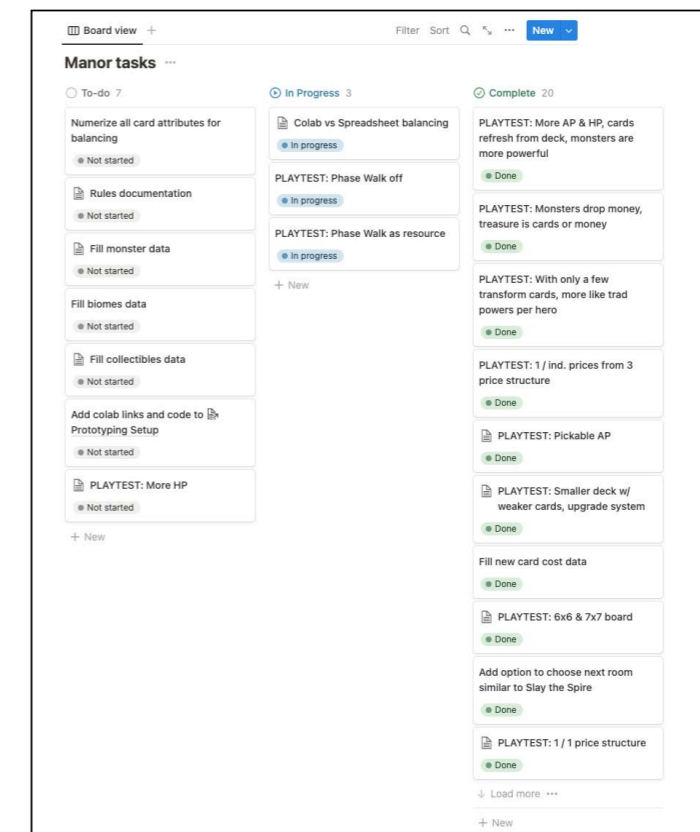 Board view
Filter Sort New
Manor tasks
To-do 7
Numerize all card attributes for
balancing
Not started
Rules documentation
Not started
Fill monster data
Not started
Fill biomes data
Not started
Fill collectibles data
Not started
Add colab links and code to
Prototyping Setup
Not started
PLAYTEST: More HP
Not started
+ New
In Progress 3
Colab vs Spreadsheet balancing
In progress
PLAYTEST: Phase Walk off
In progress
PLAYTEST: Phase Walk as resource
In progress
+ New
Complete 20
PLAYTEST: More AP & HP, cards
refresh from deck, monsters are
more powerful
Done
PLAYTEST: Monsters drop money,
treasure is cards or money
Done
PLAYTEST: With only a few
transform cards, more like trad
powers per hero
Done
PLAYTEST: 1 / ind. prices from 3
price structure
Done
PLAYTEST: Pickable AP
Done
PLAYTEST: Smaller deck w/
weaker cards, upgrade system
Done
Fill new card cost data
Done
PLAYTEST: 6x6 & 7x7 board
Done
Add option to choose next room
similar to Slay the Spire
Done
PLAYTEST: 1 / 1 price structure
Done
Load more
+ New